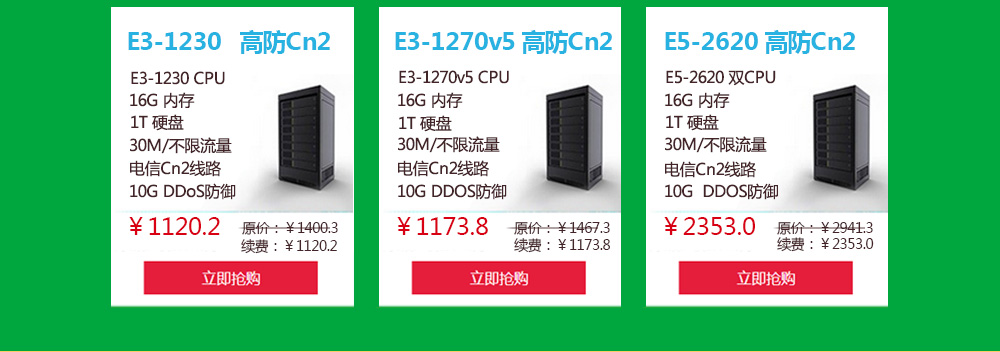 E3-1230 高防Cn2
E3-1230 CPU
16G 内存
1T 硬盘
30M/不限流量
电信Cn2线路
10G DDoS防御
￥1120.2
原价：￥1400.3
续费：￥1120.2
立即抢购
E3-1270v5 高防Cn2
E3-1270v5 CPU
16G 内存
1T 硬盘
30M/不限流量
电信Cn2线路
10G DDOS防御
￥1173.8
原价：￥1467.3
续费：￥1173.8
立即抢购
E5-2620 高防Cn2
E5-2620 双CPU
16G 内存
1T 硬盘
30M/不限流量
电信Cn2线路
10G DDOS防御
￥2353.0
原价：￥2941.3
续费：￥2353.0
立即抢购